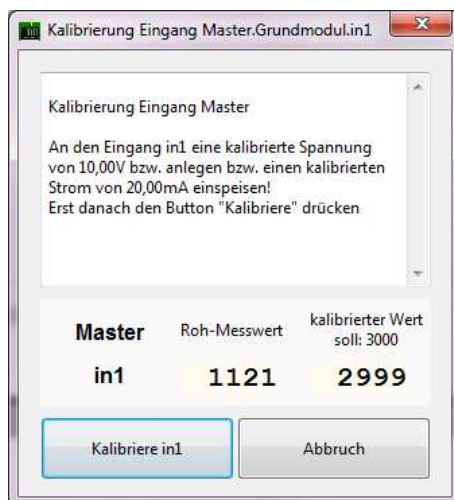 Kalibrierung Eingang Master.Grundmodul.in1
Kalibrierung Eingang Master
An den Eingang in1 eine kalibrierte Spannung
von 10,00V bzw. anlegen bzw. einen kalibrierten
Strom von 20,00mA einspeisen!
Erst danach den Button "Kalibriere" drücken
Master
Roh-Messwert
kalibrierter Wert
soll: 3000
in1
1121
2999
Kalibriere in1
Abbruch